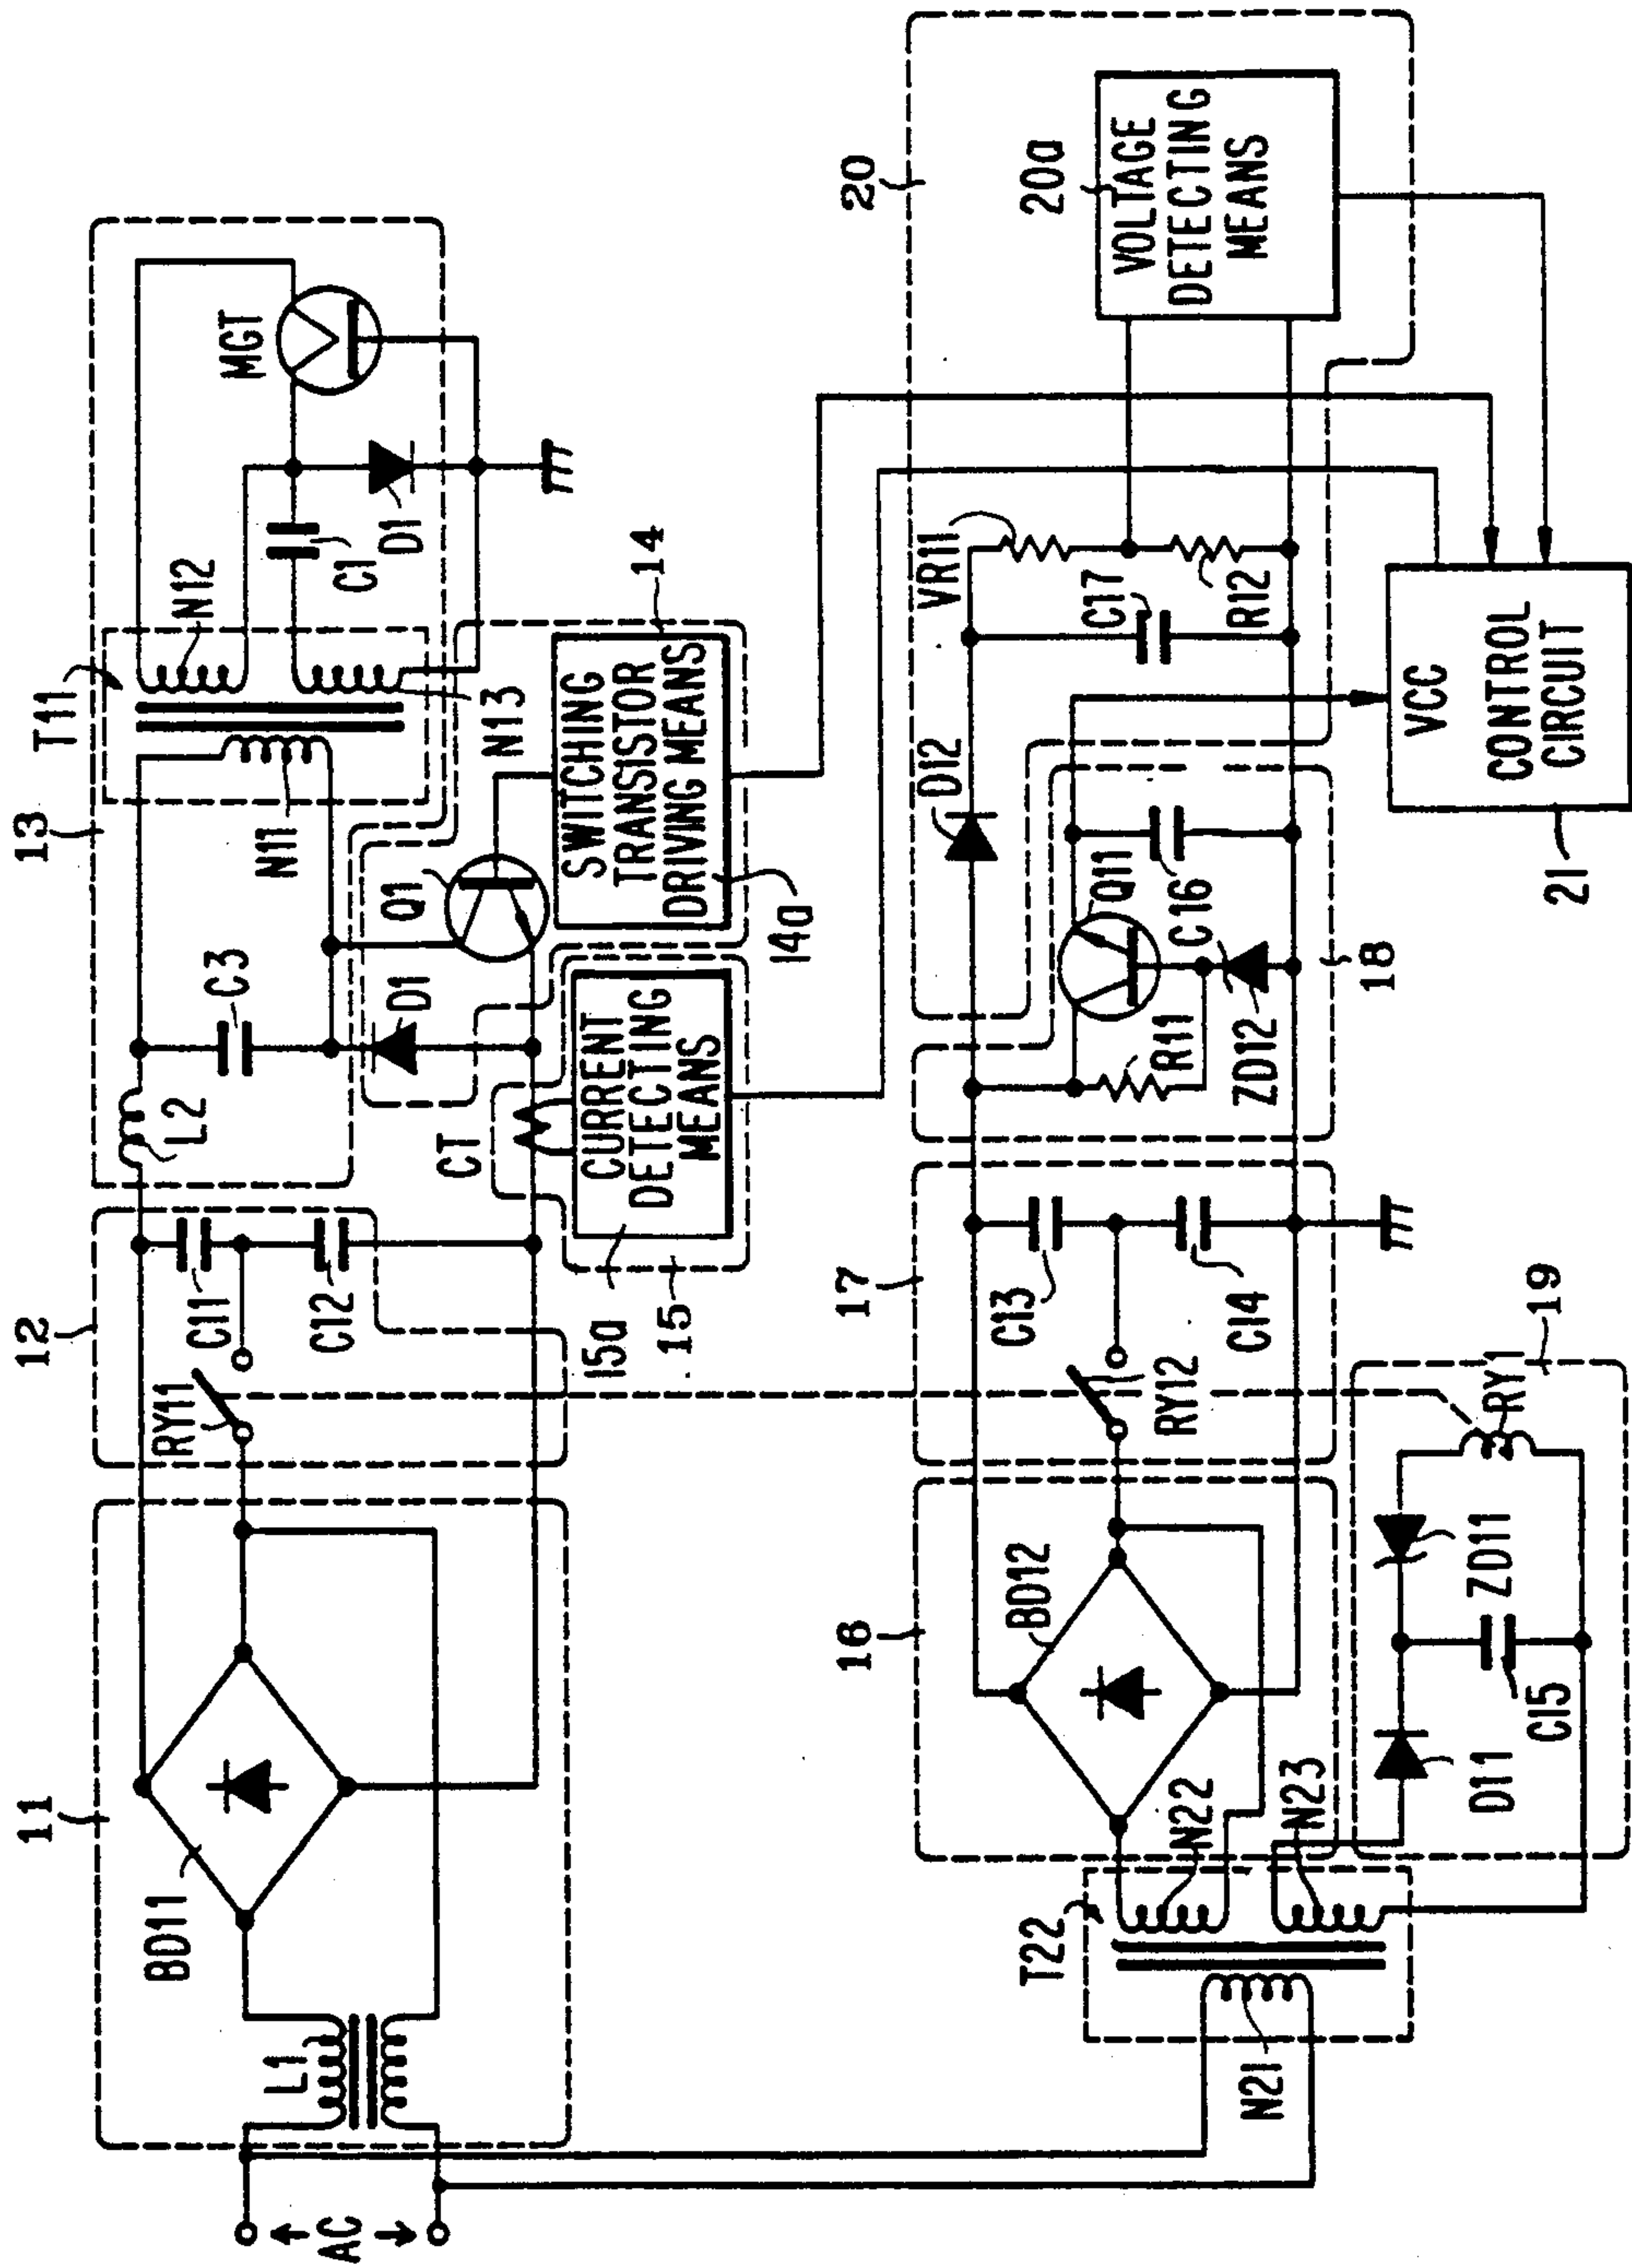 11
12
13
T11
BD11
L1
AC
RY11
C11
C12
L2
C3
D1
Q1
N11
N12
N13
C1
D1
MGT
CT
15a
15
CURRENT
DETECTING
MEANS
14
SWITCHING
TRANSISTOR
DRIVING MEANS
14a
T22
N21
N22
N23
16
BD12
17
C13
C14
RY12
D11
C15
ZD11
RY1
19
R11
ZD12
Q11
C16
18
D12
VR11
C17
R12
20
20a
VOLTAGE
DETECTING
MEANS
VCC
CONTROL
CIRCUIT
21